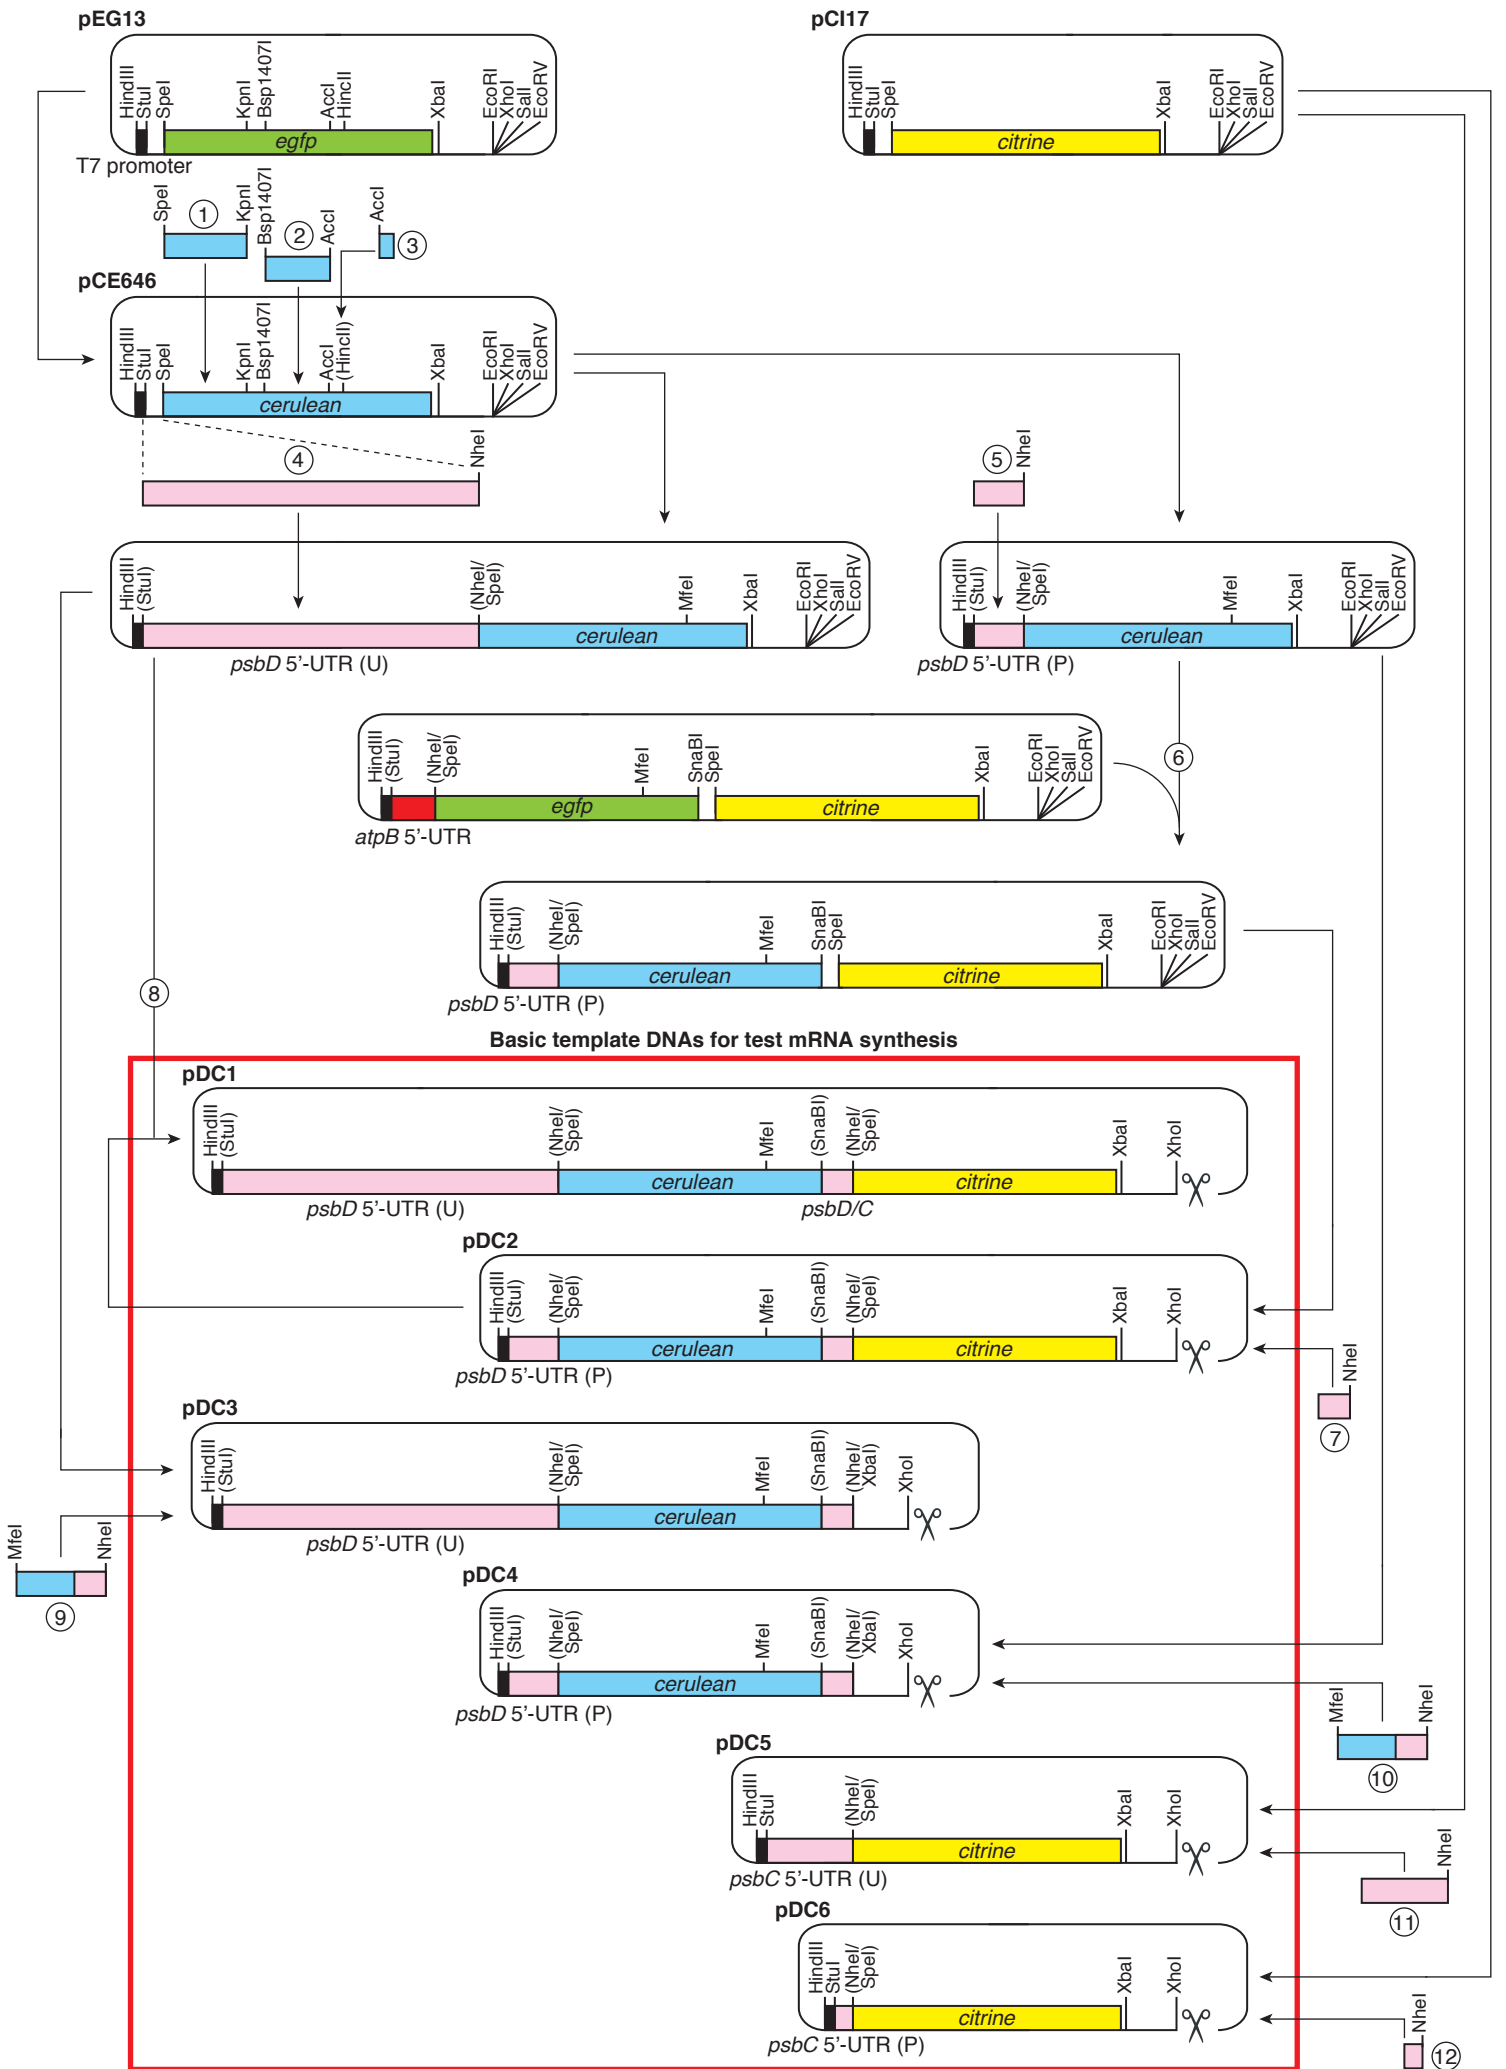 pEG13
HindIII
StuI
SpeI
KpnI
Bsp1407I
AccI
HincII
XbaI
EcoRI
XhoI
SalI
EcoRV
egfp
T7 promoter
pCI17
HindIII
StuI
SpeI
XbaI
EcoRI
XhoI
SalI
EcoRV
citrine
SpeI
1
KpnI
Bsp1407I
2
AccI
AccI
3
pCE646
HindIII
StuI
SpeI
KpnI
Bsp1407I
AccI
(HincII)
XbaI
EcoRI
XhoI
SalI
EcoRV
cerulean
4
NheI
5
NheI
HindIII
(StuI)
(NheI/
SpeI)
MfeI
XbaI
EcoRI
XhoI
SalI
EcoRV
cerulean
psbD 5’-UTR (U)
HindIII
(StuI)
(NheI/
SpeI)
MfeI
XbaI
EcoRI
XhoI
SalI
EcoRV
cerulean
psbD 5’-UTR (P)
HindIII
(StuI)
(NheI/
SpeI)
MfeI
SnaBI
SpeI
XbaI
EcoRI
XhoI
SalI
EcoRV
egfp
citrine
atpB 5’-UTR
6
HindIII
(StuI)
(NheI/
SpeI)
MfeI
SnaBI
SpeI
XbaI
EcoRI
XhoI
SalI
EcoRV
cerulean
citrine
psbD 5’-UTR (P)
8
Basic template DNAs for test mRNA synthesis
pDC1
HindIII
(StuI)
(NheI/
SpeI)
MfeI
(SnaBI)
(NheI/
SpeI)
XbaI
XhoI
cerulean
citrine
psbD 5’-UTR (U)
psbD/C
pDC2
HindIII
(StuI)
(NheI/
SpeI)
MfeI
(SnaBI)
(NheI/
SpeI)
XbaI
XhoI
cerulean
citrine
psbD 5’-UTR (P)
NheI
7
pDC3
HindIII
(StuI)
(NheI/
SpeI)
MfeI
(SnaBI)
(NheI/
XbaI)
XhoI
cerulean
psbD 5’-UTR (U)
MfeI
NheI
9
pDC4
HindIII
(StuI)
(NheI/
SpeI)
MfeI
(SnaBI)
(NheI/
XbaI)
XhoI
cerulean
psbD 5’-UTR (P)
MfeI
NheI
10
pDC5
HindIII
StuI
(NheI/
SpeI)
XbaI
XhoI
citrine
psbC 5’-UTR (U)
NheI
11
pDC6
HindIII
StuI
(NheI/
SpeI)
XbaI
XhoI
citrine
psbC 5’-UTR (P)
NheI
12